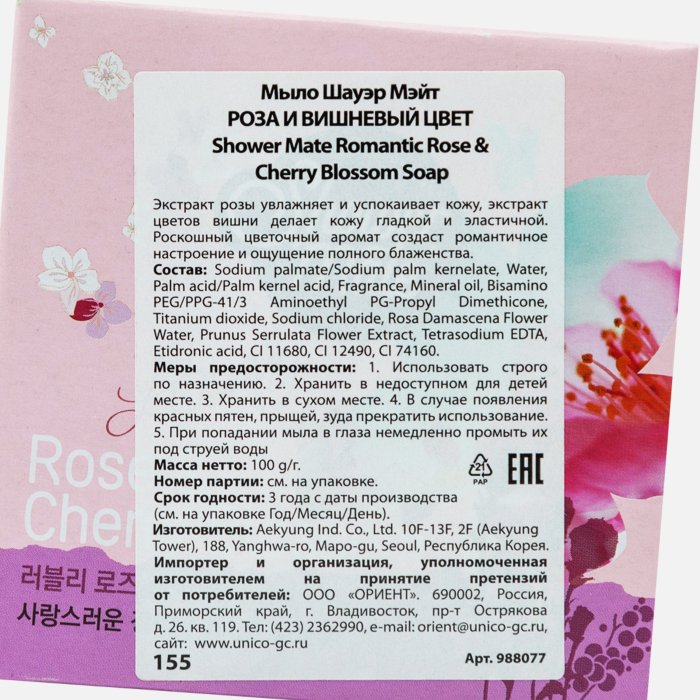 Мыло Шауэр Мэйт
РОЗА И ВИШНЕВЫЙ ЦВЕТ
Shower Mate Romantic Rose &
Cherry Blossom Soap
Экстракт розы увлажняет и успокаивает кожу, экстракт
цветов вишни делает кожу гладкой и эластичной.
Роскошный цветочный аромат создаст романтичное
настроение и ощущение полного блаженства.
Состав: Sodium palmate/Sodium palm kernelate, Water,
Palm acid/Palm kernel acid, Fragrance, Mineral oil, Bisamino
PEG/PPG-41/3 Aminoethyl PG-Propyl Dimethicone,
Titanium dioxide, Sodium chloride, Rosa Damascena Flower
Water, Prunus Serrulata Flower Extract, Tetrasodium EDTA,
Etidronic acid, CI 11680, CI 12490, CI 74160.
Меры предосторожности: 1. Использовать строго
по назначению. 2. Хранить в недоступном для детей
месте. 3. Хранить в сухом месте. 4. В случае появления
красных пятен, прыщей, зуда прекратить использование.
5. При попадании мыла в глаза немедленно промыть их
под струей воды
Масса нетто: 100 g/г.
Номер партии: см. на упаковке.
Срок годности: 3 года с даты производства
(см. на упаковке Год/Месяц/День).
21
PAP
EAC
Изготовитель: Aekyung Ind. Co., Ltd. 10F-13F, 2F (Aekyung
Tower), 188, Yanghwa-ro, Mapo-gu, Seoul, Республика Корея.
Импортер и организация, уполномоченная
изготовителем на принятие претензий
от потребителей: ООО «ОРИЕНТ». 690002, Россия,
Приморский край, г. Владивосток, пр-т Острякова
д. 26. кв. 119. Тел: (423) 2362990, e-mail: orient@unico-gc.ru,
сайт: www.unico-gc.ru
155
Арт. 988077
Rose
Cher
러블리 로즈
사랑스러운